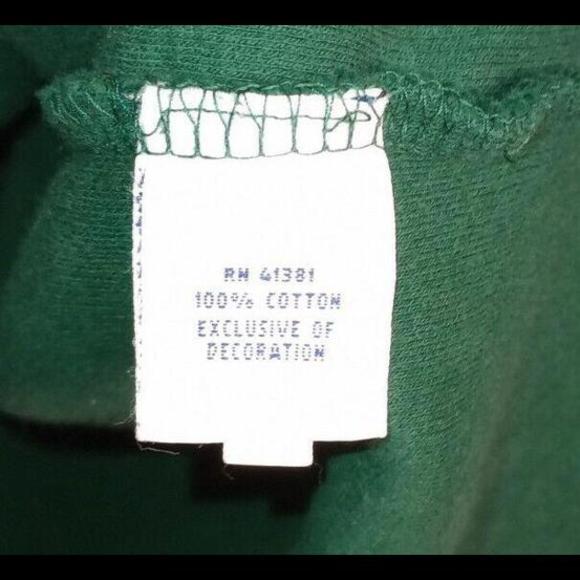 RN 41381
100% COTTON
EXCLUSIVE OF
DECORATION